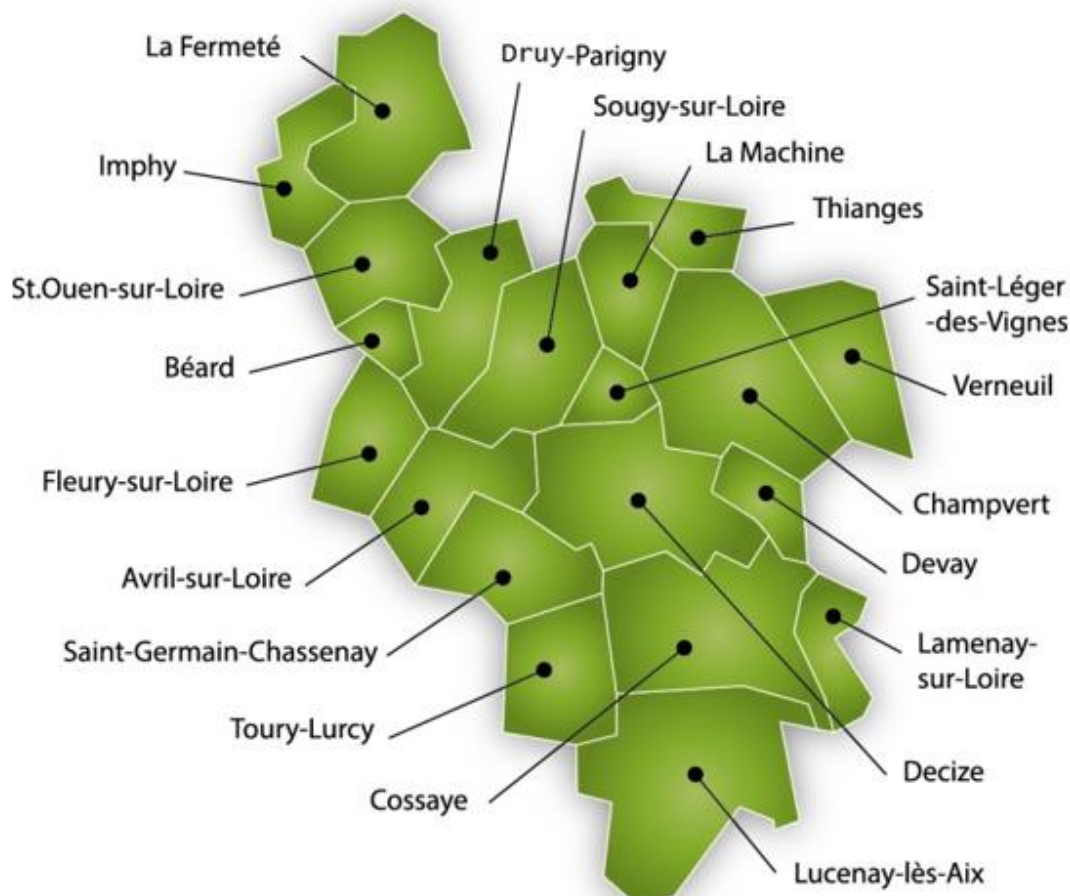 La Fermeté
Druy-Parigny
Sougy-sur-Loire
La Machine
Imphy
Thianges
St.Ouen-sur-Loire
Saint-Léger
-des-Vignes
Béard
Verneuil
Fleury-sur-Loire
Champvert
Avril-sur-Loire
Devay
Saint-Germain-Chassenay
Lamenay-
sur-Loire
Toury-Lurcy
Decize
Cossaye
Lucenay-lès-Aix